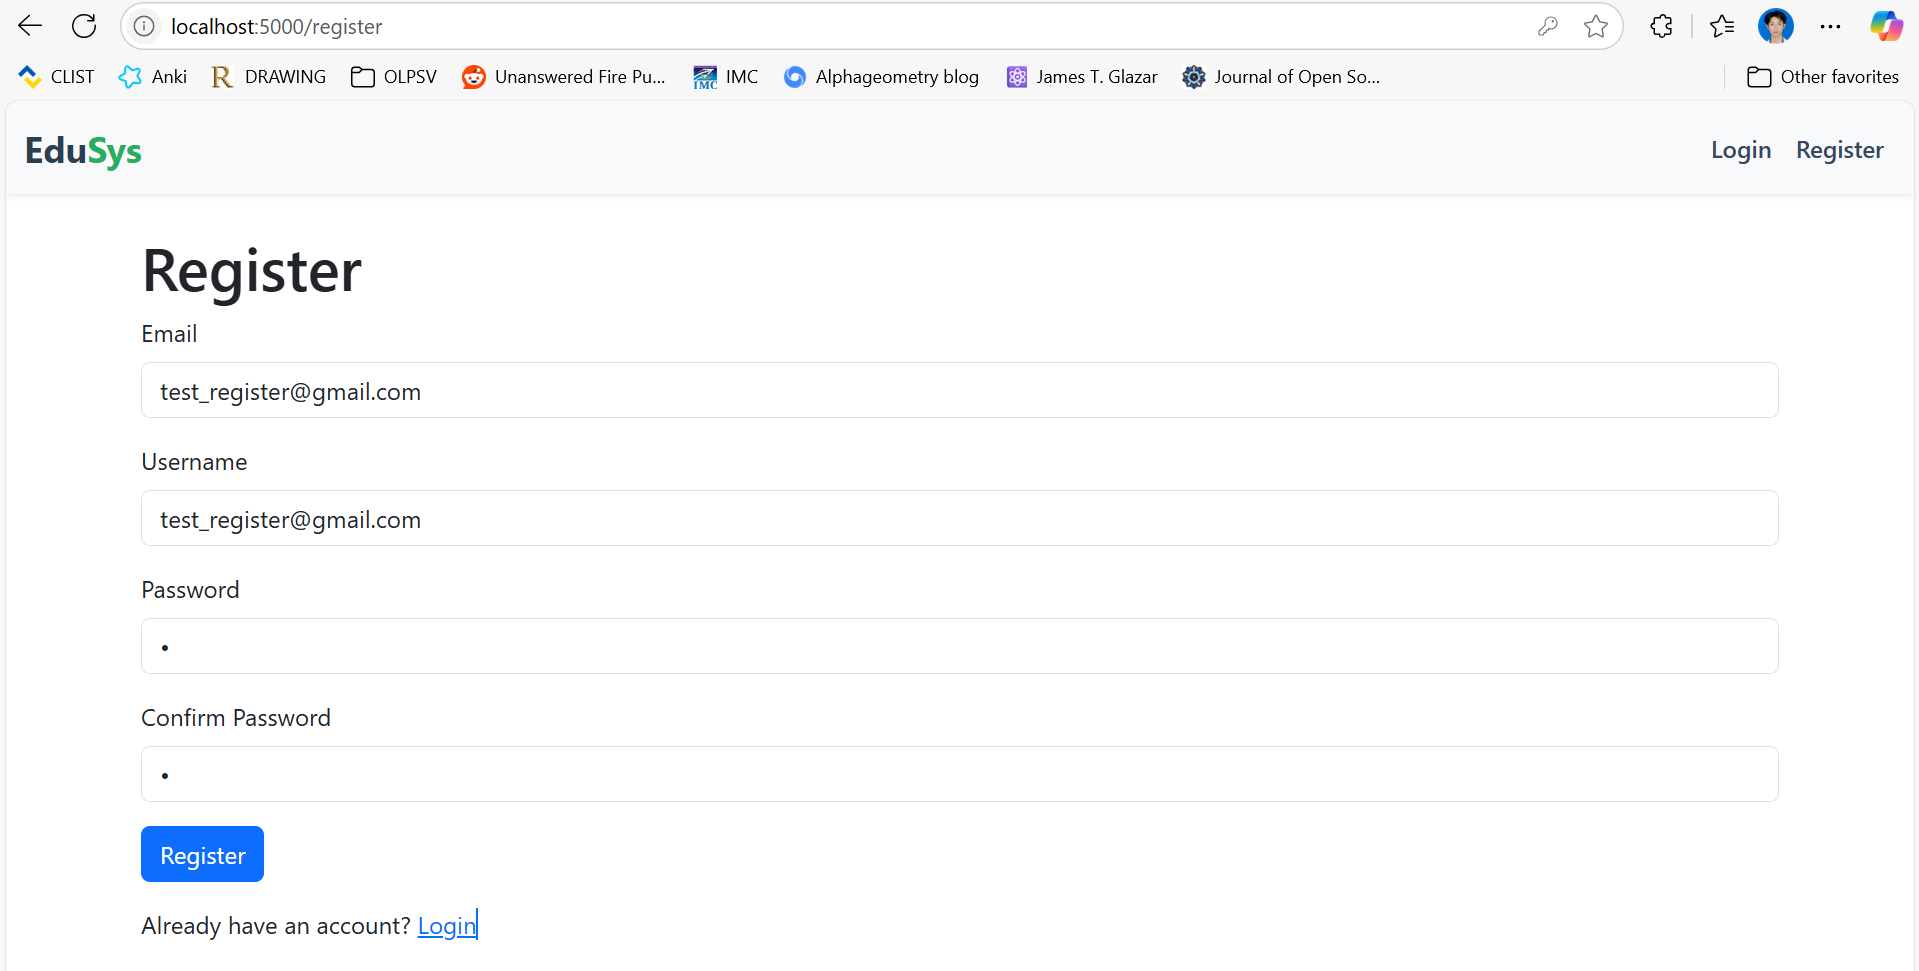 localhost:5000/register
CLIST Anki DRAWING OLPSV Unanswered Fire Pu... IMC Alphageometry blog James T. Glazar Journal of Open So... Other favorites
EduSys Login Register
Register
Email
test_register@gmail.com
Username
test_register@gmail.com
Password
•
Confirm Password
•
Register
Already have an account? Login